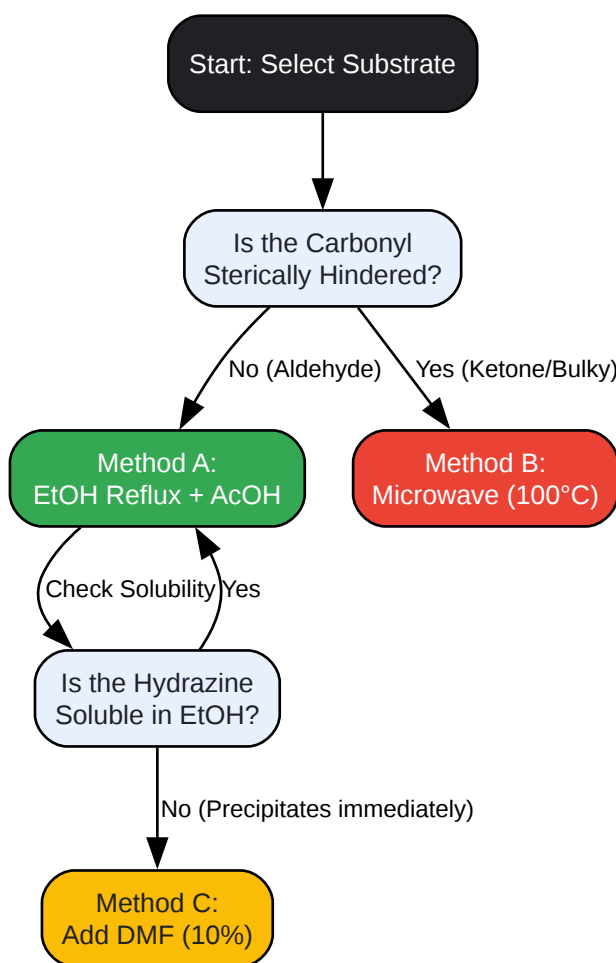 Start: Select Substrate
Is the Carbonyl
Sterically Hindered?
No (Aldehyde)
Yes (Ketone/Bulky)
Method A:
EtOH Reflux + AcOH
Method B:
Microwave (100°C)
Check Solubility
Yes
Is the Hydrazine
Soluble in EtOH?
No (Precipitates immediately)
Method C:
Add DMF (10%)